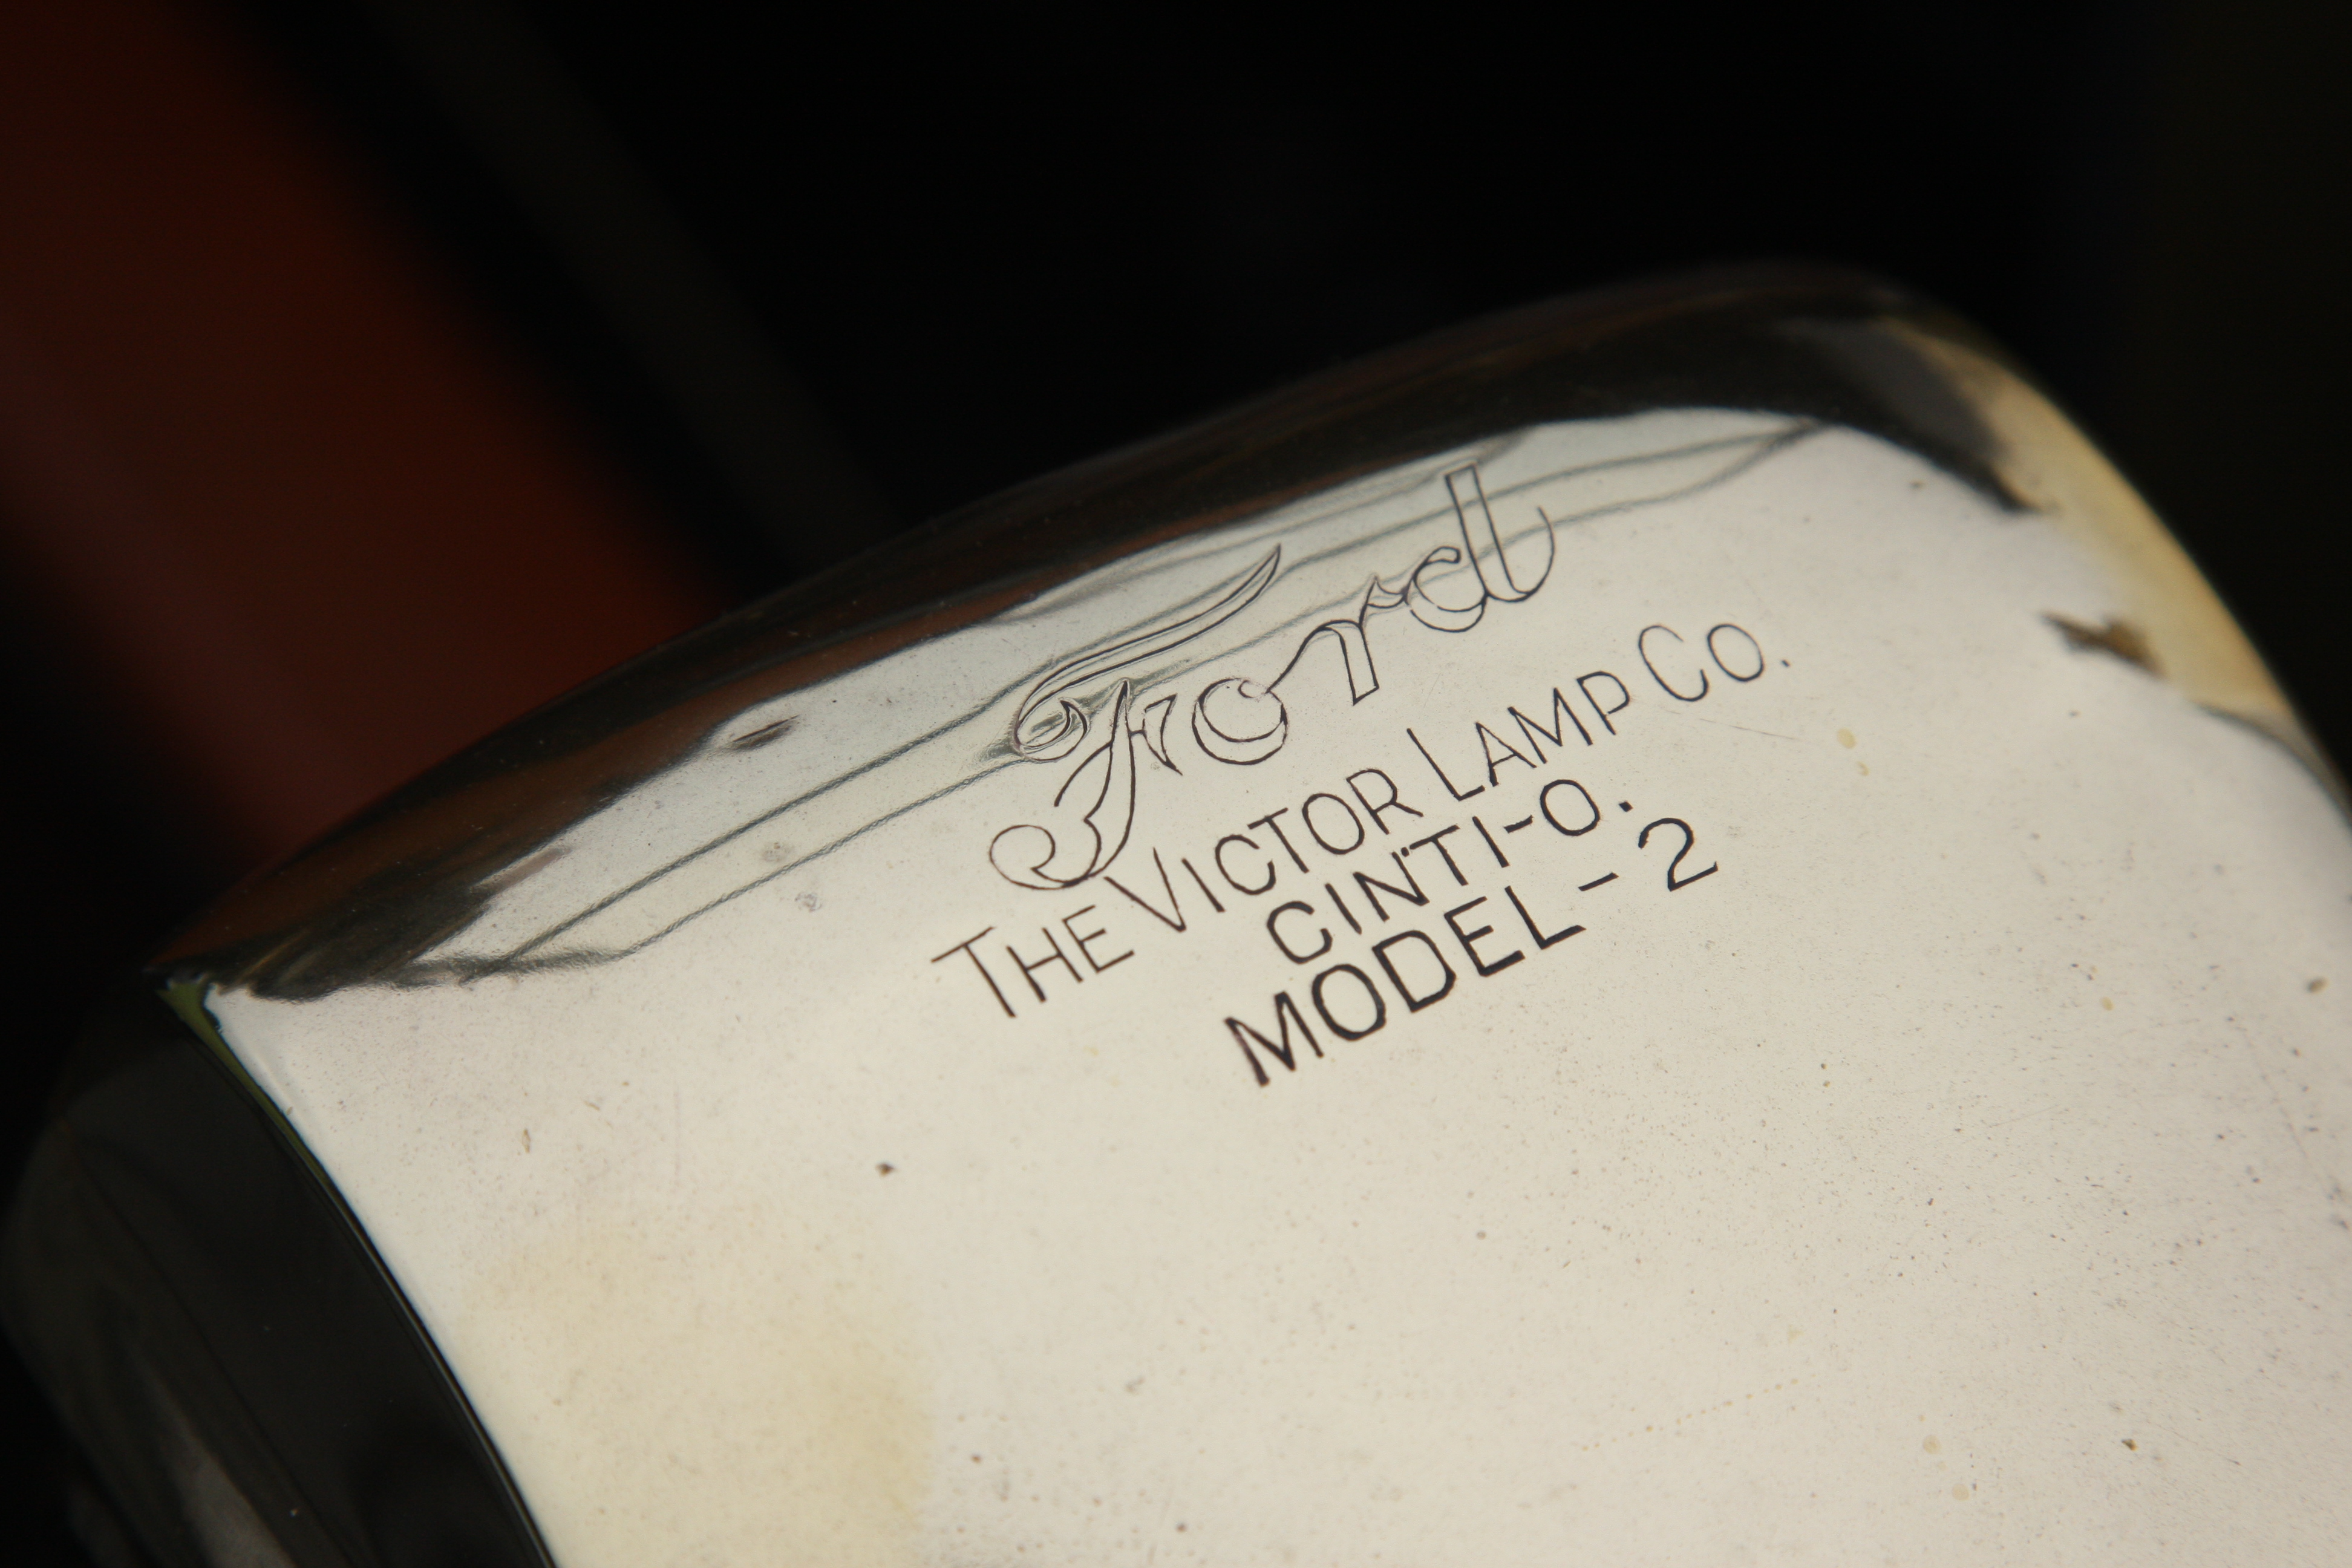 Ford
THE VICTOR LAMP CO.
CIN'TI-O.
MODEL-2